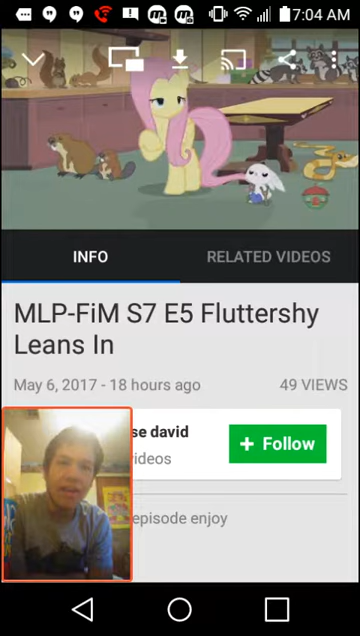 7:04 AM
INFO
RELATED VIDEOS
MLP-FiM S7 E5 Fluttershy
Leans In
May 6, 2017 - 18 hours ago
49 VIEWS
se david
+ Follow
videos
episode enjoy